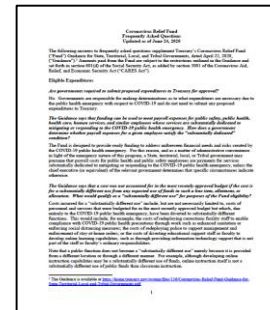 Coronavirus Relief Fund
Frequently Asked Questions
Updated as of June 24, 2020
The following answers to frequently asked questions supplement Treasury's Coronavirus Relief Fund
("Fund") Guidance for State, Territorial, Local, and Tribal Governments, dated April 22, 2020,
("Guidance").¹ Amounts paid from the Fund are subject to the restrictions outlined in the Guidance and
set forth in section 601(d) of the Social Security Act, as added by section 5001 of the Coronavirus Aid,
Relief, and Economic Security Act ("CARES Act").
Eligible Expenditures
Are governments required to submit proposed expenditures to Treasury for approval?
No. Governments are responsible for making determinations as to what expenditures are necessary due to
the public health emergency with respect to COVID-19 and do not need to submit any proposed
expenditures to Treasury.
The Guidance says that funding can be used to meet payroll expenses for public safety, public health,
health care, human services, and similar employees whose services are substantially dedicated to
mitigating or responding to the COVID-19 public health emergency. How does a government
determine whether payroll expenses for a given employee satisfy the "substantially dedicated"
condition?
The Fund is designed to provide ready funding to address unforeseen financial needs and risks created by
the COVID-19 public health emergency. For this reason, and as a matter of administrative convenience
in light of the emergency nature of this program, a State, territorial, local, or Tribal government may
presume that payroll costs for public health and public safety employees are payments for services
substantially dedicated to mitigating or responding to the COVID-19 public health emergency, unless the
chief executive (or equivalent) of the relevant government determines that specific circumstances indicate
otherwise.
The Guidance says that a cost was not accounted for in the most recently approved budget if the cost is
for a substantially different use from any expected use of funds in such a line item, allotment, or
allocation. What would qualify as a "substantially different use" for purposes of the Fund eligibility?
Costs incurred for a "substantially different use" include, but are not necessarily limited to, costs of
personnel and services that were budgeted for in the most recently approved budget but which, due
entirely to the COVID-19 public health emergency, have been diverted to substantially different
functions. This would include, for example, the costs of redeploying corrections facility staff to enable
compliance with COVID-19 public health precautions through work such as enhanced sanitation or
enforcing social distancing measures; the costs of redeploying police to support management and
enforcement of stay-at-home orders; or the costs of diverting educational support staff or faculty to
develop online learning capabilities, such as through providing information technology support that is not
part of the staff or faculty's ordinary responsibilities.
Note that a public function does not become a "substantially different use" merely because it is provided
from a different location or through a different manner. For example, although developing online
instruction capabilities may be a substantially different use of funds, online instruction itself is not a
substantially different use of public funds than classroom instruction.
1